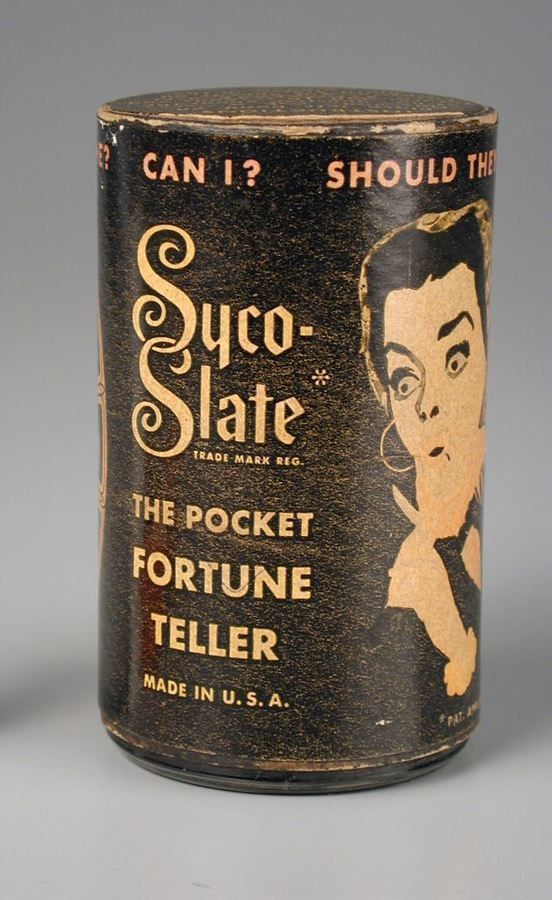 CAN I? SHOULD THE
Syco-
Slate*
TRADE MARK REG.
THE POCKET
FORTUNE
TELLER
MADE IN U.S.A.
*PAT.